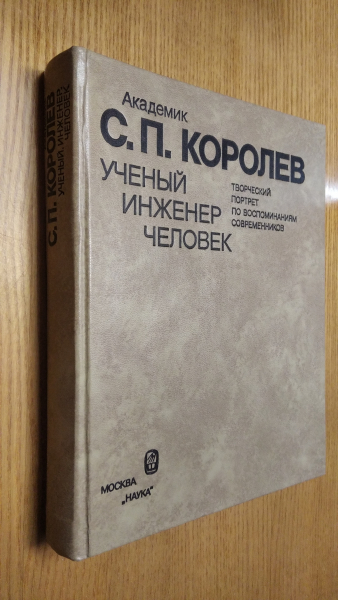 Академик
С.П. КОРОЛЕВ
УЧЕНЫЙ
ИНЖЕНЕР
ЧЕЛОВЕК
ТВОРЧЕСКИЙ
ПОРТРЕТ
ПО ВОСПОМИНАНИЯМ
СОВРЕМЕННИКОВ
МОСКВА
„НАУКА"
С.П. КОРОЛЕВ
УЧЕНЫЙ, ИНЖЕНЕР
ЧЕЛОВЕК